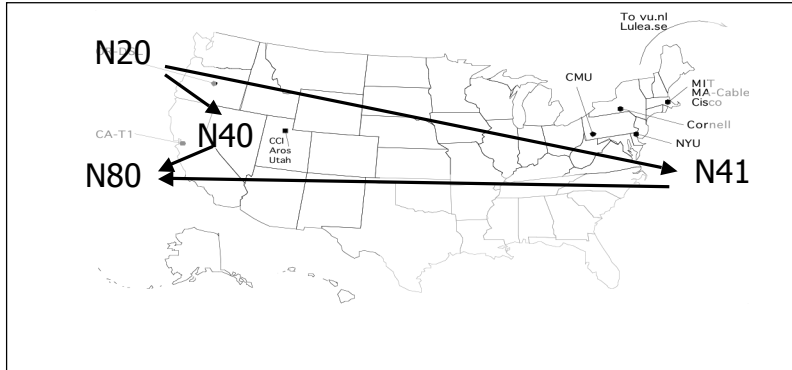 To vu.nl
Lulea.se
N20
CMU
MIT
MA-Cable
Cisco
Cornell
CA-T1
N40
CCI
Aros
Utah
NYU
N80
N41